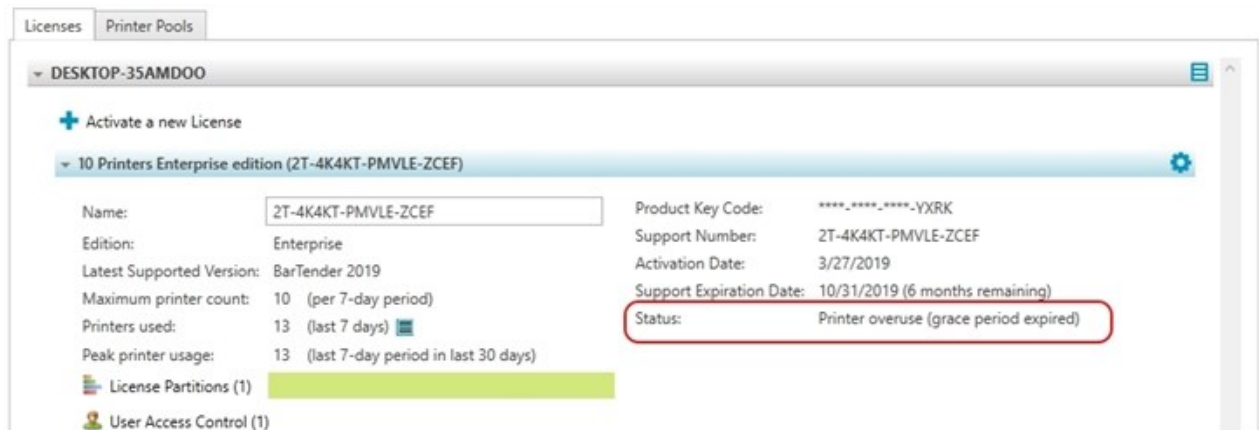 Licenses Printer Pools
DESKTOP-35AMDOO
Activate a new License
10 Printers Enterprise edition (2T-4K4KT-PMVLE-ZCEF)
Name: 2T-4K4KT-PMVLE-ZCEF
Edition: Enterprise
Latest Supported Version: BarTender 2019
Maximum printer count: 10 (per 7-day period)
Printers used: 13 (last 7 days)
Peak printer usage: 13 (last 7-day period in last 30 days)
License Partitions (1)
User Access Control (1)
Product Key Code: ****-****-****-YXRK
Support Number: 2T-4K4KT-PMVLE-ZCEF
Activation Date: 3/27/2019
Support Expiration Date: 10/31/2019 (6 months remaining)
Status: Printer overuse (grace period expired)